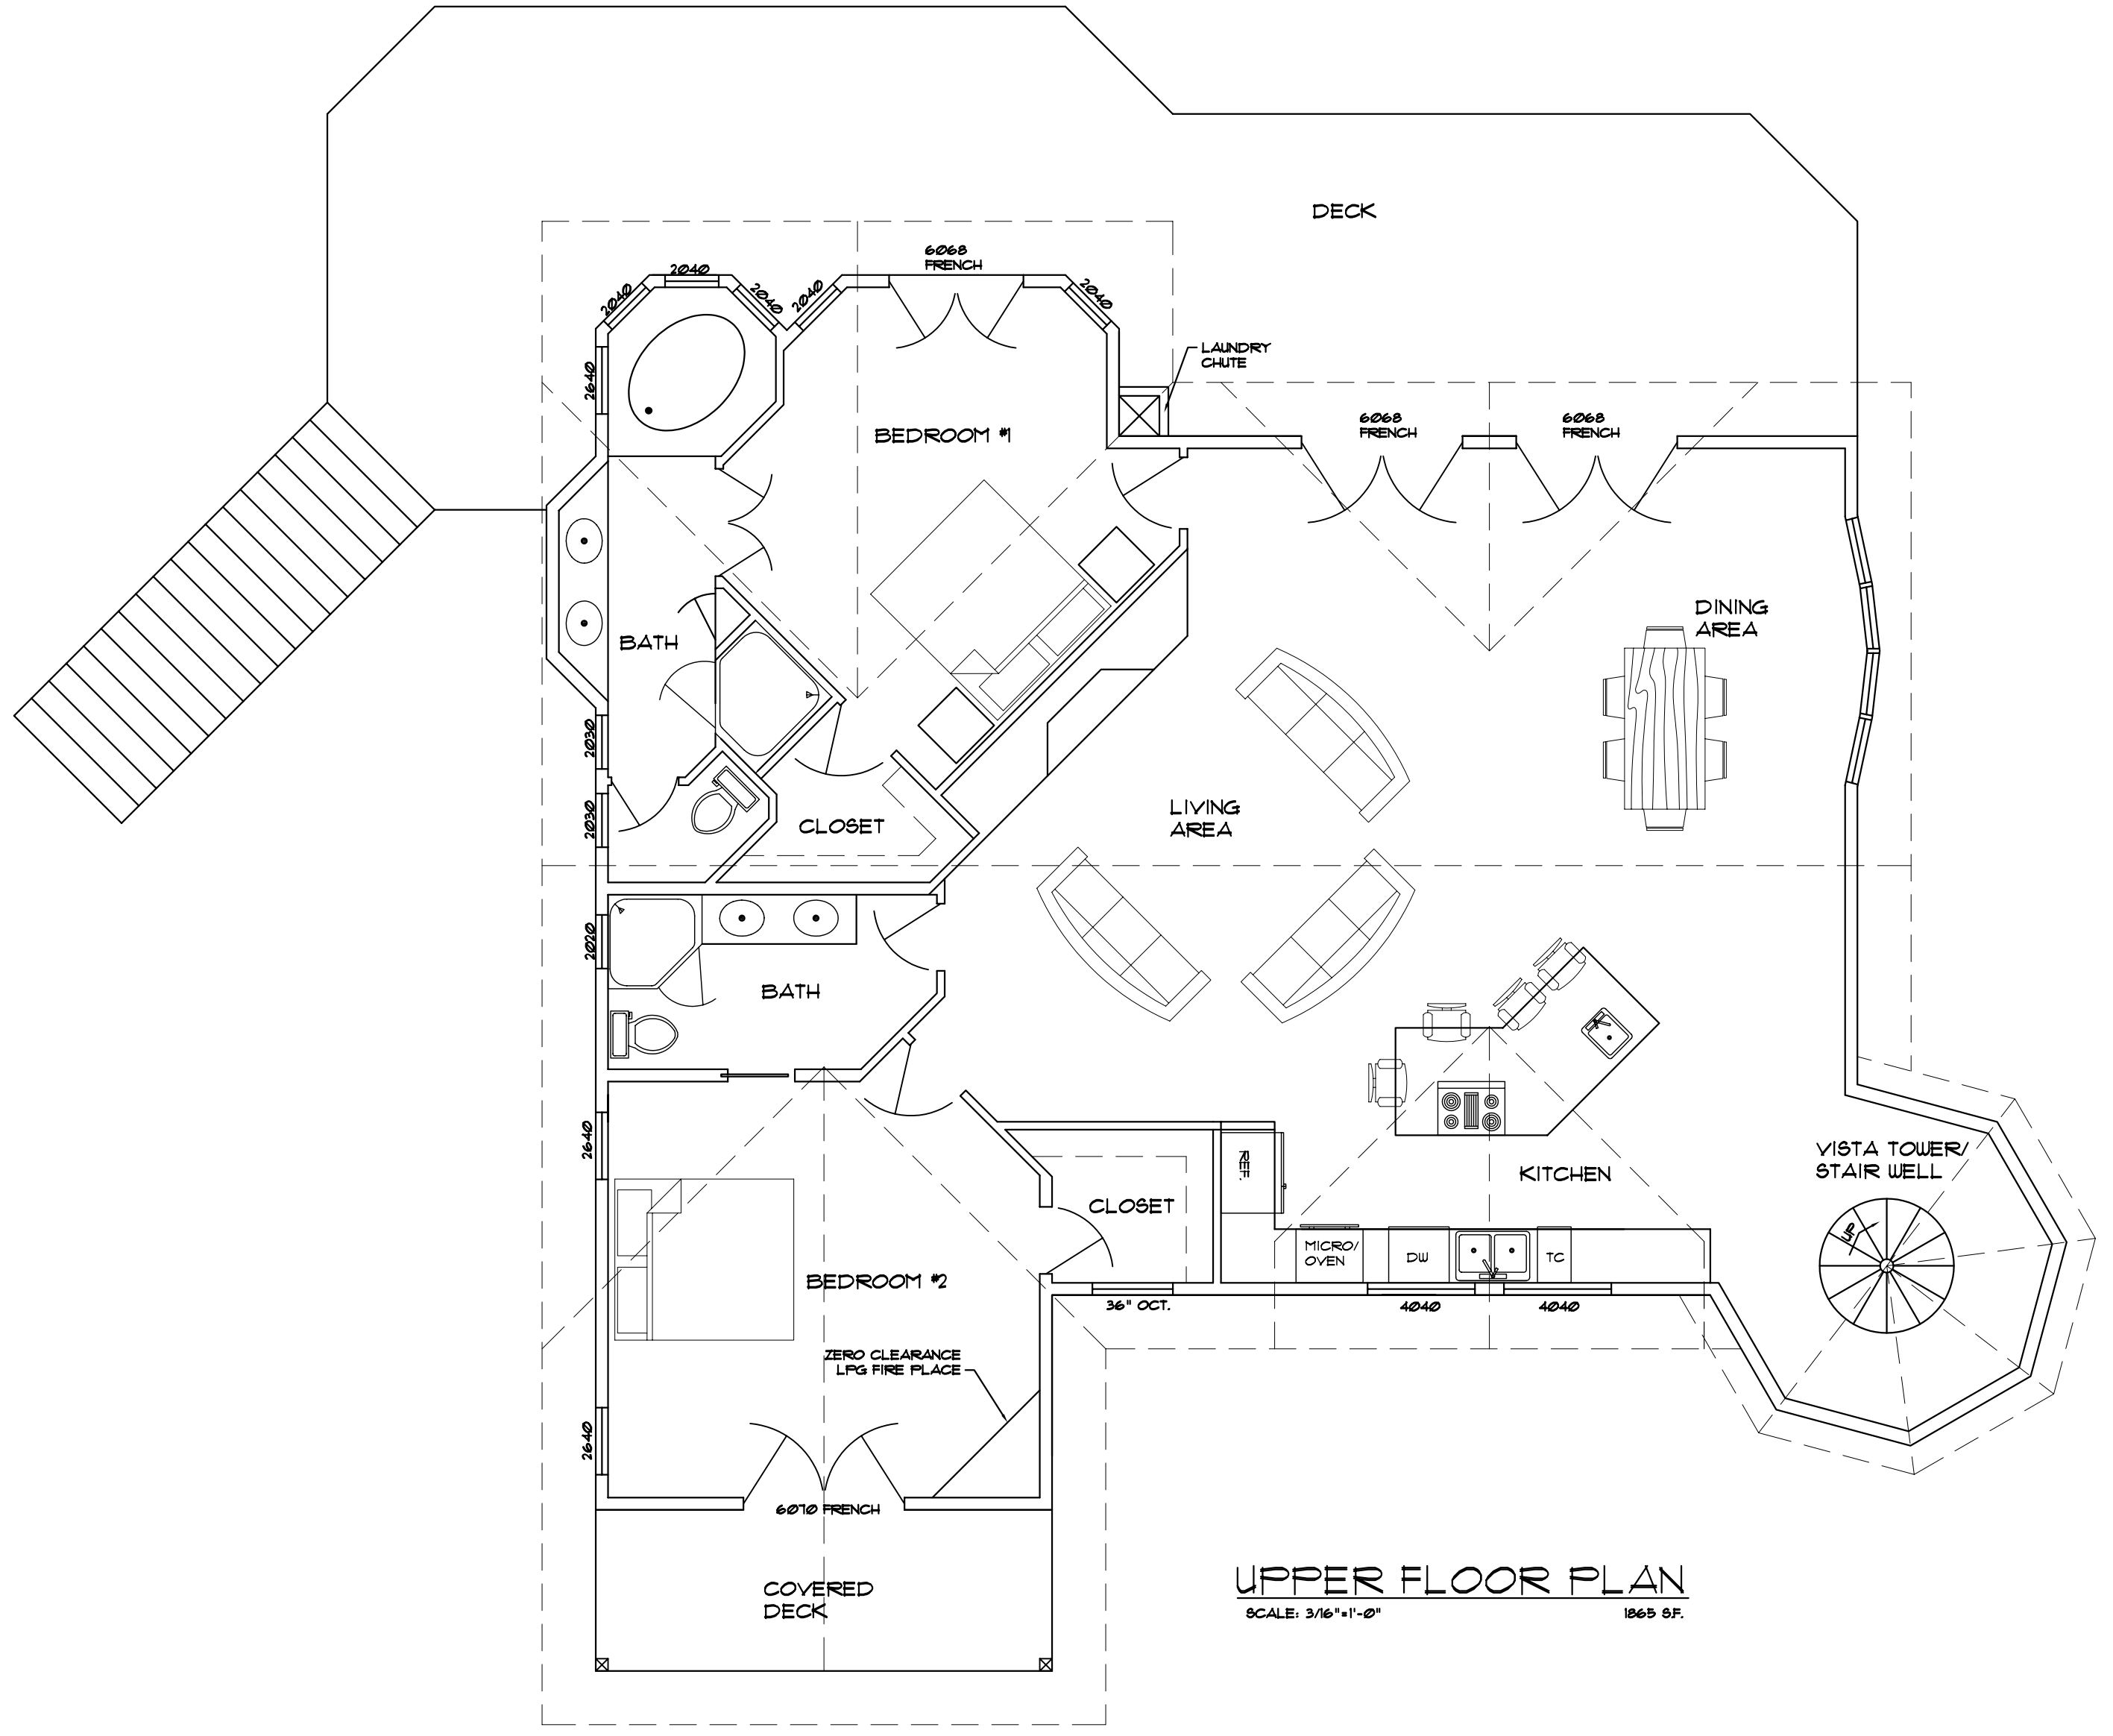 DECK
6068
FRENCH
2040
2040
2040
2040
2040
LAUNDRY
CHUTE
2640
BEDROOM #1
6068
FRENCH
6068
FRENCH
DINING
AREA
BATH
2030
2030
CLOSET
LIVING
AREA
2020
BATH
2640
REF.
KITCHEN
VISTA TOWER/
STAIR WELL
UP
CLOSET
MICRO/
OVEN
DW
TC
BEDROOM #2
36" OCT.
4040
4040
ZERO CLEARANCE
LPG FIRE PLACE
2640
6070 FRENCH
COVERED
DECK
UPPER FLOOR PLAN
SCALE: 3/16"=1'-0"
1865 S.F.